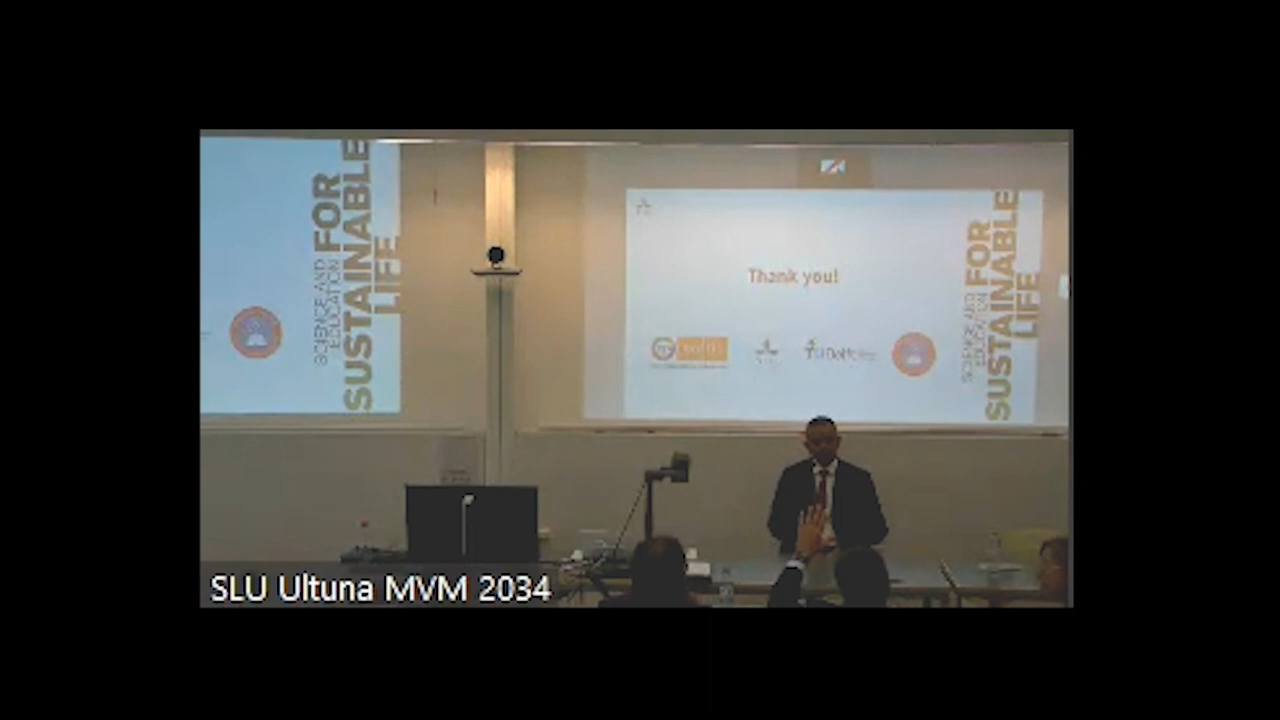 SCIENCE AND
EDUCATION
FOR
SUSTAINABLE
LIFE
Thank you!
SCIENCE AND
EDUCATION
FOR
SUSTAINABLE
LIFE
SLU Ultuna MVM 2034